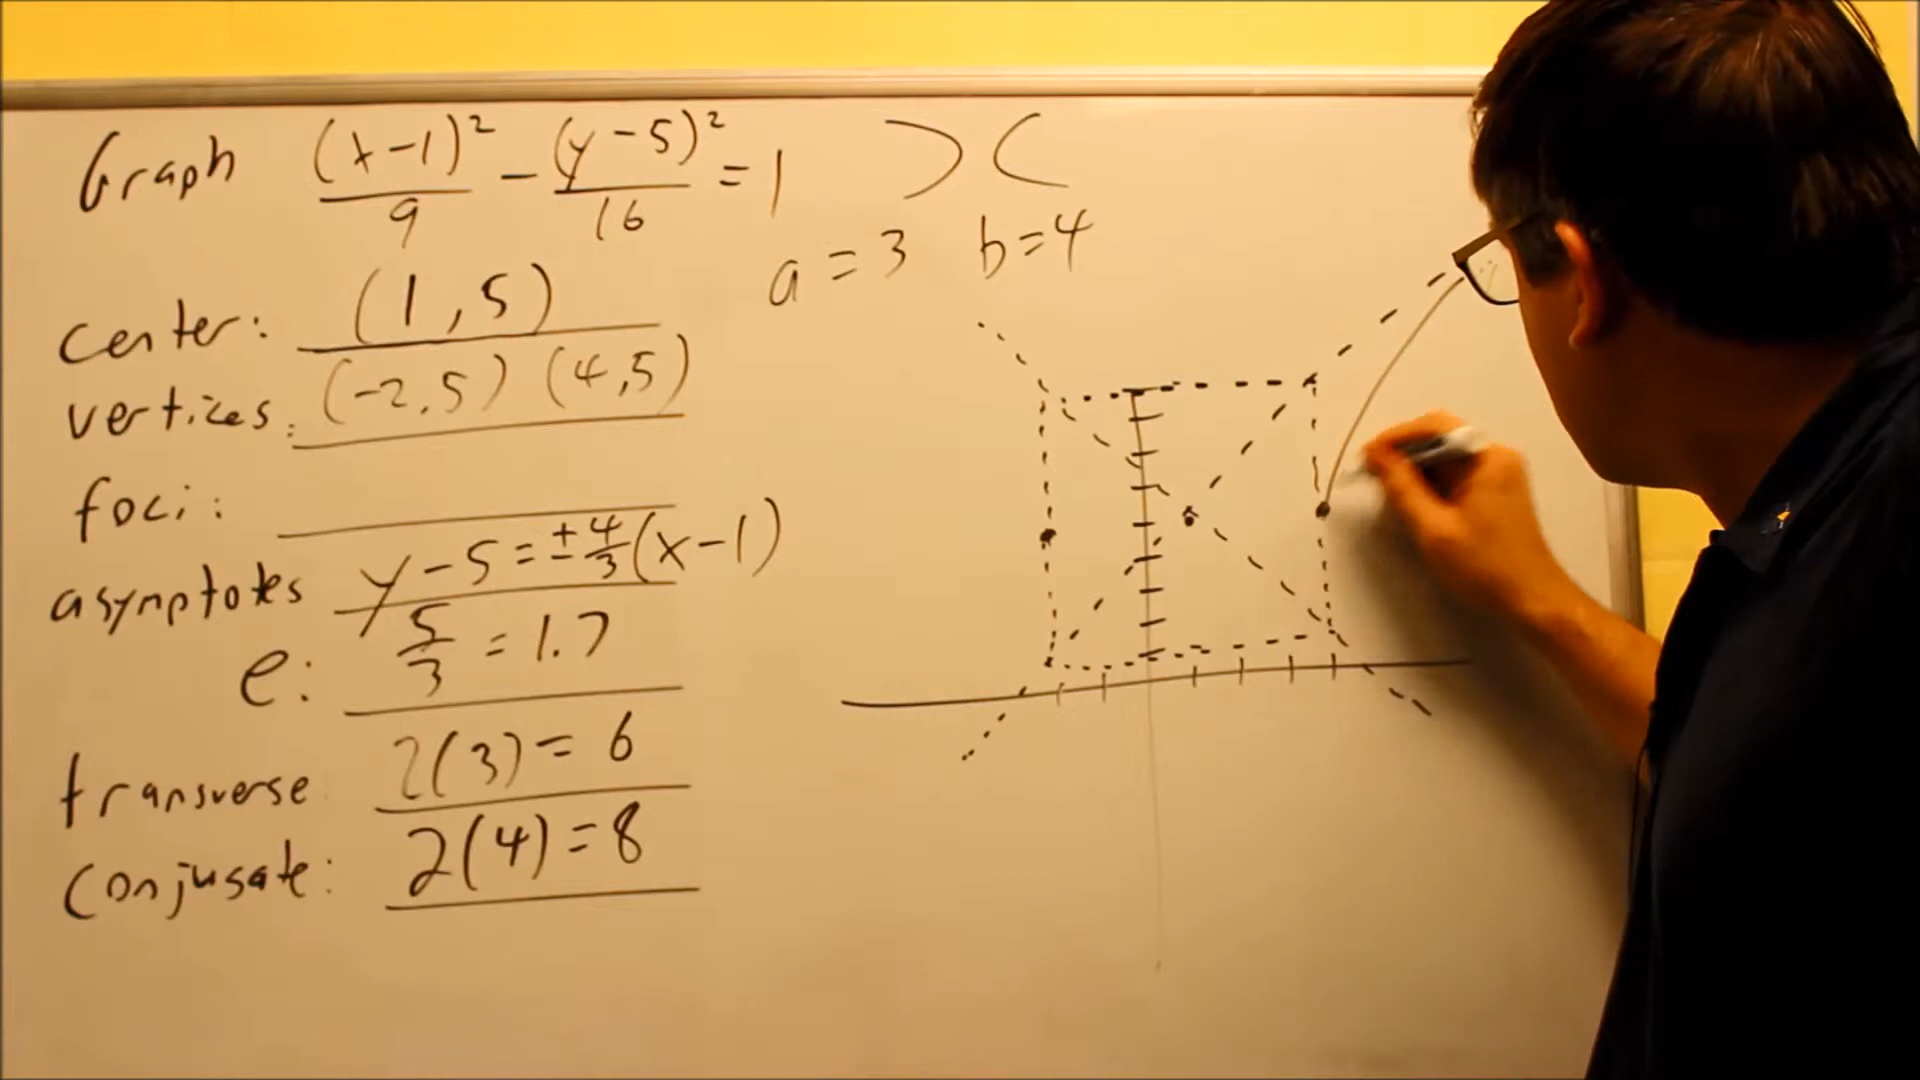 Graph (x-1)²/9 - (y-5)²/16 = 1
a = 3 b = 4
center: (1,5)
vertices: (-2,5) (4,5)
foci:
asymptotes y-5=±4/3(x-1)
e: 5/3 = 1.7
transverse 2(3) = 6
conjugate: 2(4) = 8